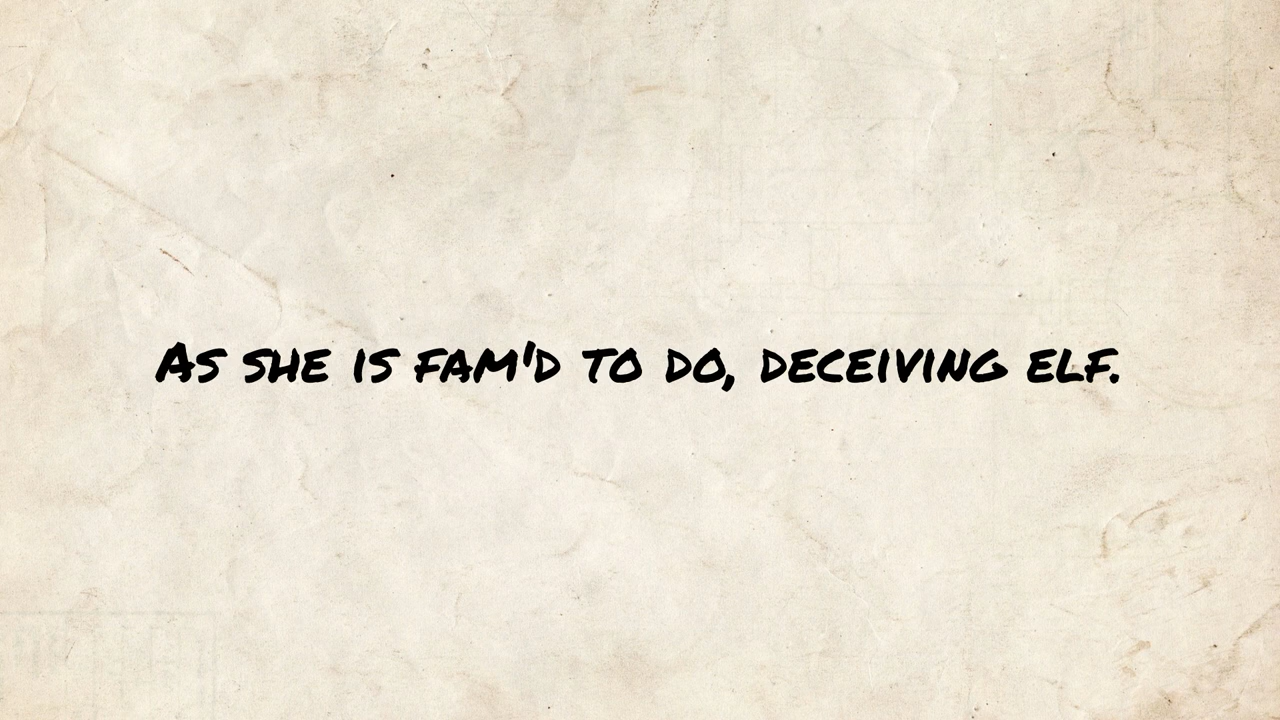 As she is fam'd to do, deceiving elf.